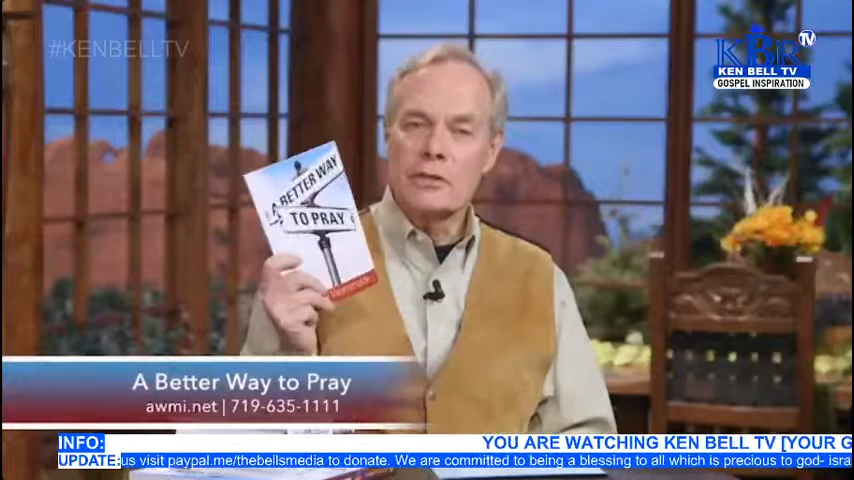 #KENBELLTV
KBR TV
KEN BELL TV
GOSPEL INSPIRATION
A BETTER WAY
TO PRAY
A Better Way to Pray
awmi.net | 719-635-1111
INFO:
YOU ARE WATCHING KEN BELL TV [YOUR G
UPDATE:
us visit paypal.me/thebellsmedia to donate. We are committed to being a blessing to all which is precious to god- isra